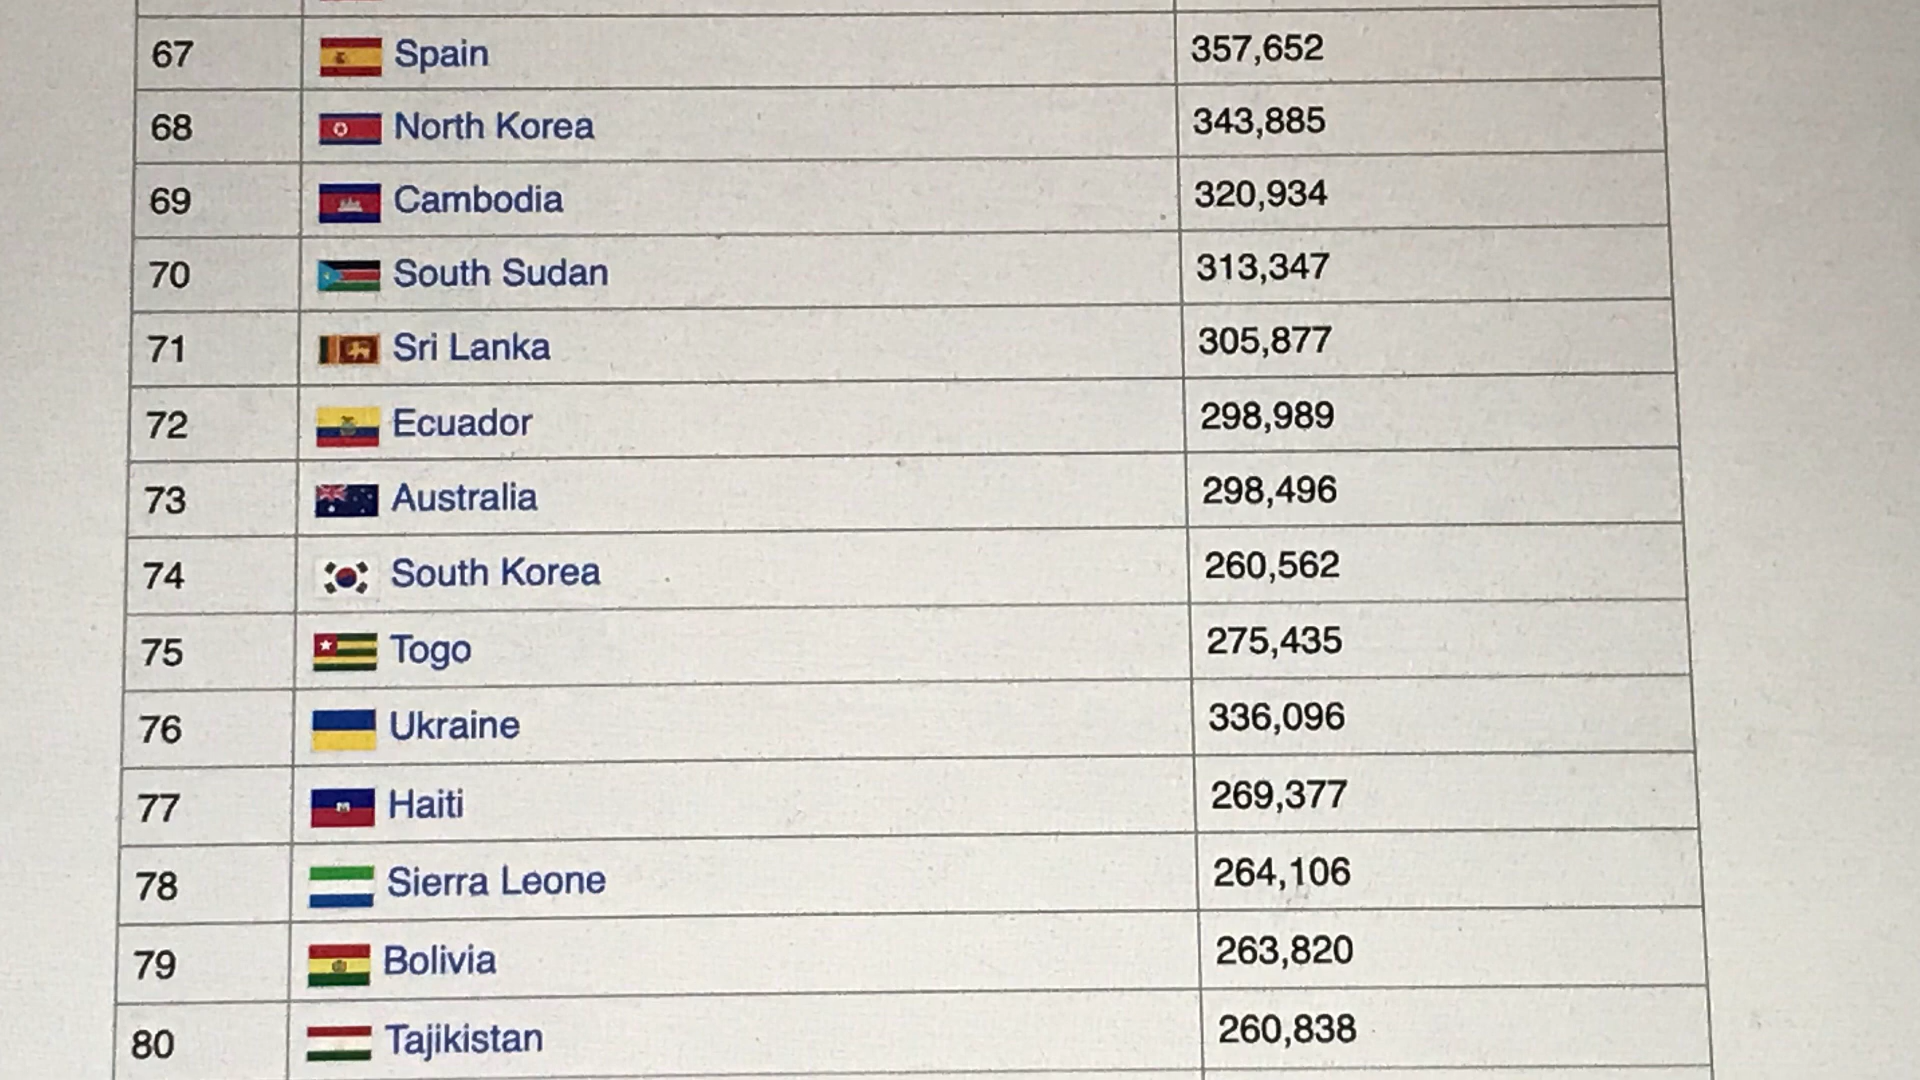 67 Spain 357,652
68 North Korea 343,885
69 Cambodia 320,934
70 South Sudan 313,347
71 Sri Lanka 305,877
72 Ecuador 298,989
73 Australia 298,496
74 South Korea 260,562
75 Togo 275,435
76 Ukraine 336,096
77 Haiti 269,377
78 Sierra Leone 264,106
79 Bolivia 263,820
80 Tajikistan 260,838